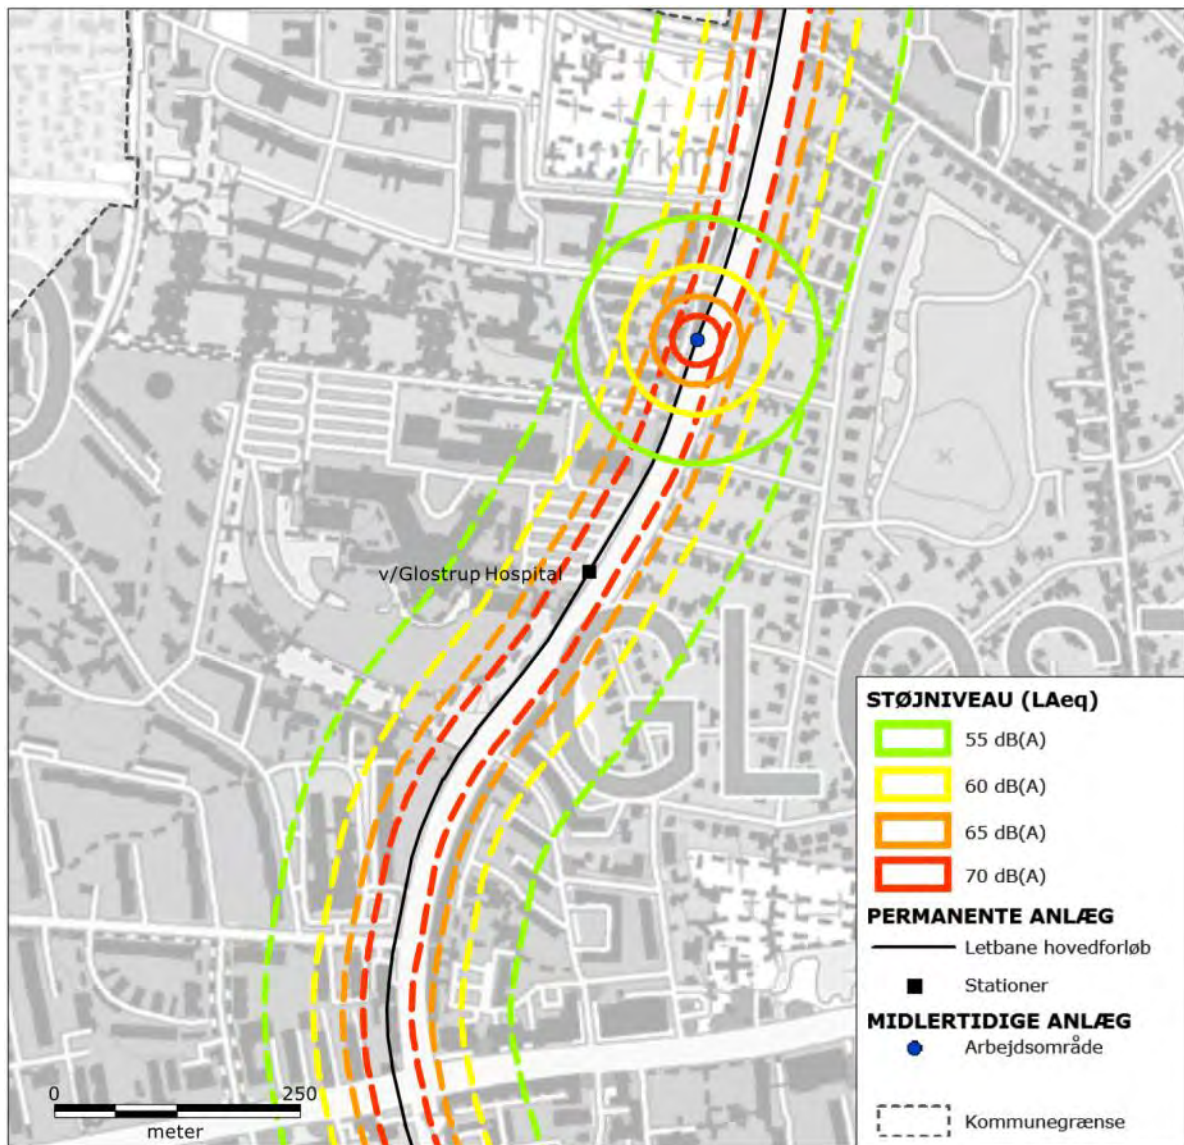 v/Glostrup Hospital
GLOST
STØJNIVEAU (LAeq)
55 dB(A)
60 dB(A)
65 dB(A)
70 dB(A)
PERMANENTE ANLÆG
Letbane hovedforløb
Stationer
MIDLERTIDIGE ANLÆG
Arbejdsområde
Kommunegrænse
0 250
meter